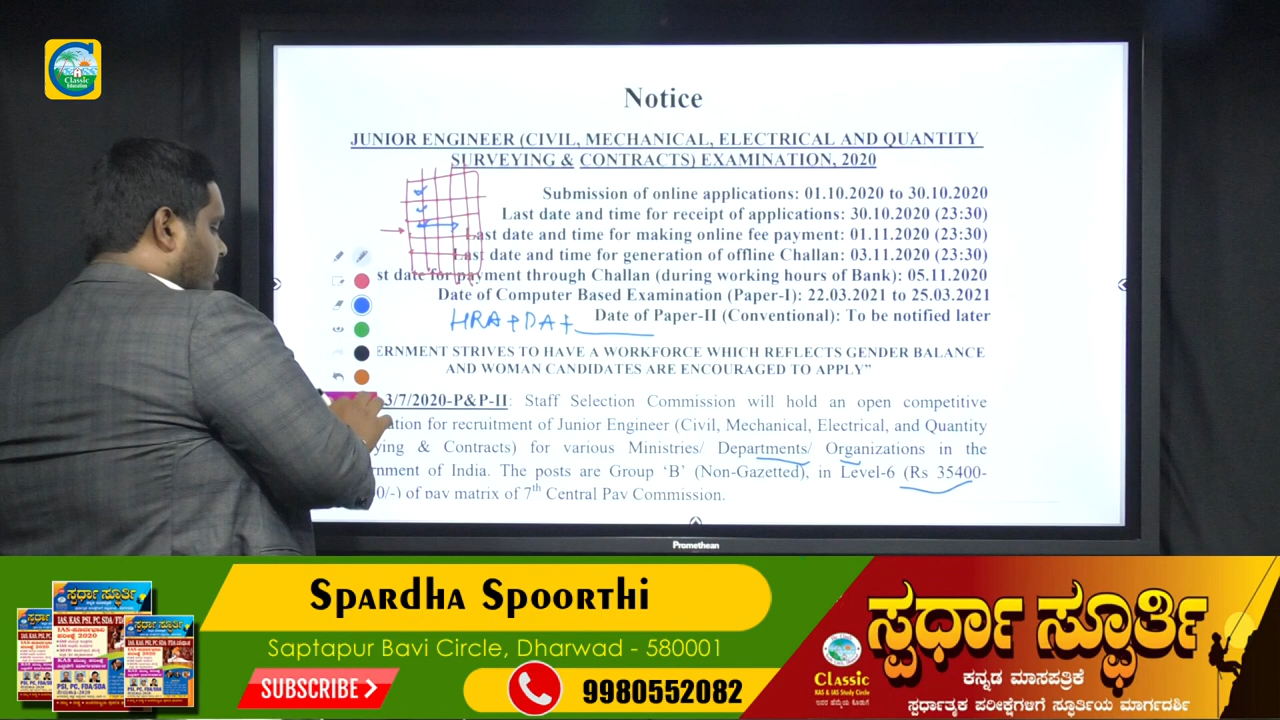 Classic
Education
Notice
JUNIOR ENGINEER (CIVIL, MECHANICAL, ELECTRICAL AND QUANTITY
SURVEYING & CONTRACTS) EXAMINATION, 2020
Submission of online applications: 01.10.2020 to 30.10.2020
Last date and time for receipt of applications: 30.10.2020 (23:30)
Last date and time for making online fee payment: 01.11.2020 (23:30)
Last date and time for generation of offline Challan: 03.11.2020 (23:30)
st date for payment through Challan (during working hours of Bank): 05.11.2020
Date of Computer Based Examination (Paper-I): 22.03.2021 to 25.03.2021
HRA + DA +
Date of Paper-II (Conventional): To be notified later
ERNMENT STRIVES TO HAVE A WORKFORCE WHICH REFLECTS GENDER BALANCE
AND WOMAN CANDIDATES ARE ENCOURAGED TO APPLY”
3/7/2020-P&P-II: Staff Selection Commission will hold an open competitive
ation for recruitment of Junior Engineer (Civil, Mechanical, Electrical, and Quantity
ying & Contracts) for various Ministries/ Departments/ Organizations in the
rnment of India. The posts are Group ‘B’ (Non-Gazetted), in Level-6 (Rs 35400-
0/-) of pay matrix of 7th Central Pay Commission.
Promethean
Spardha Spoorthi
Saptapur Bavi Circle, Dharwad - 580001
SUBSCRIBE
9980552082
ಸ್ಪರ್ಧಾ ಸ್ಫೂರ್ತಿ
Classic
KAS & IAS Study Circle
ಕನ್ನಡ ಮಾಸಪತ್ರಿಕೆ
ಸ್ಪರ್ಧಾತ್ಮಕ ಪರೀಕ್ಷೆಗಳಿಗೆ ಸ್ಫೂರ್ತಿಯ ಮಾರ್ಗದರ್ಶಿ